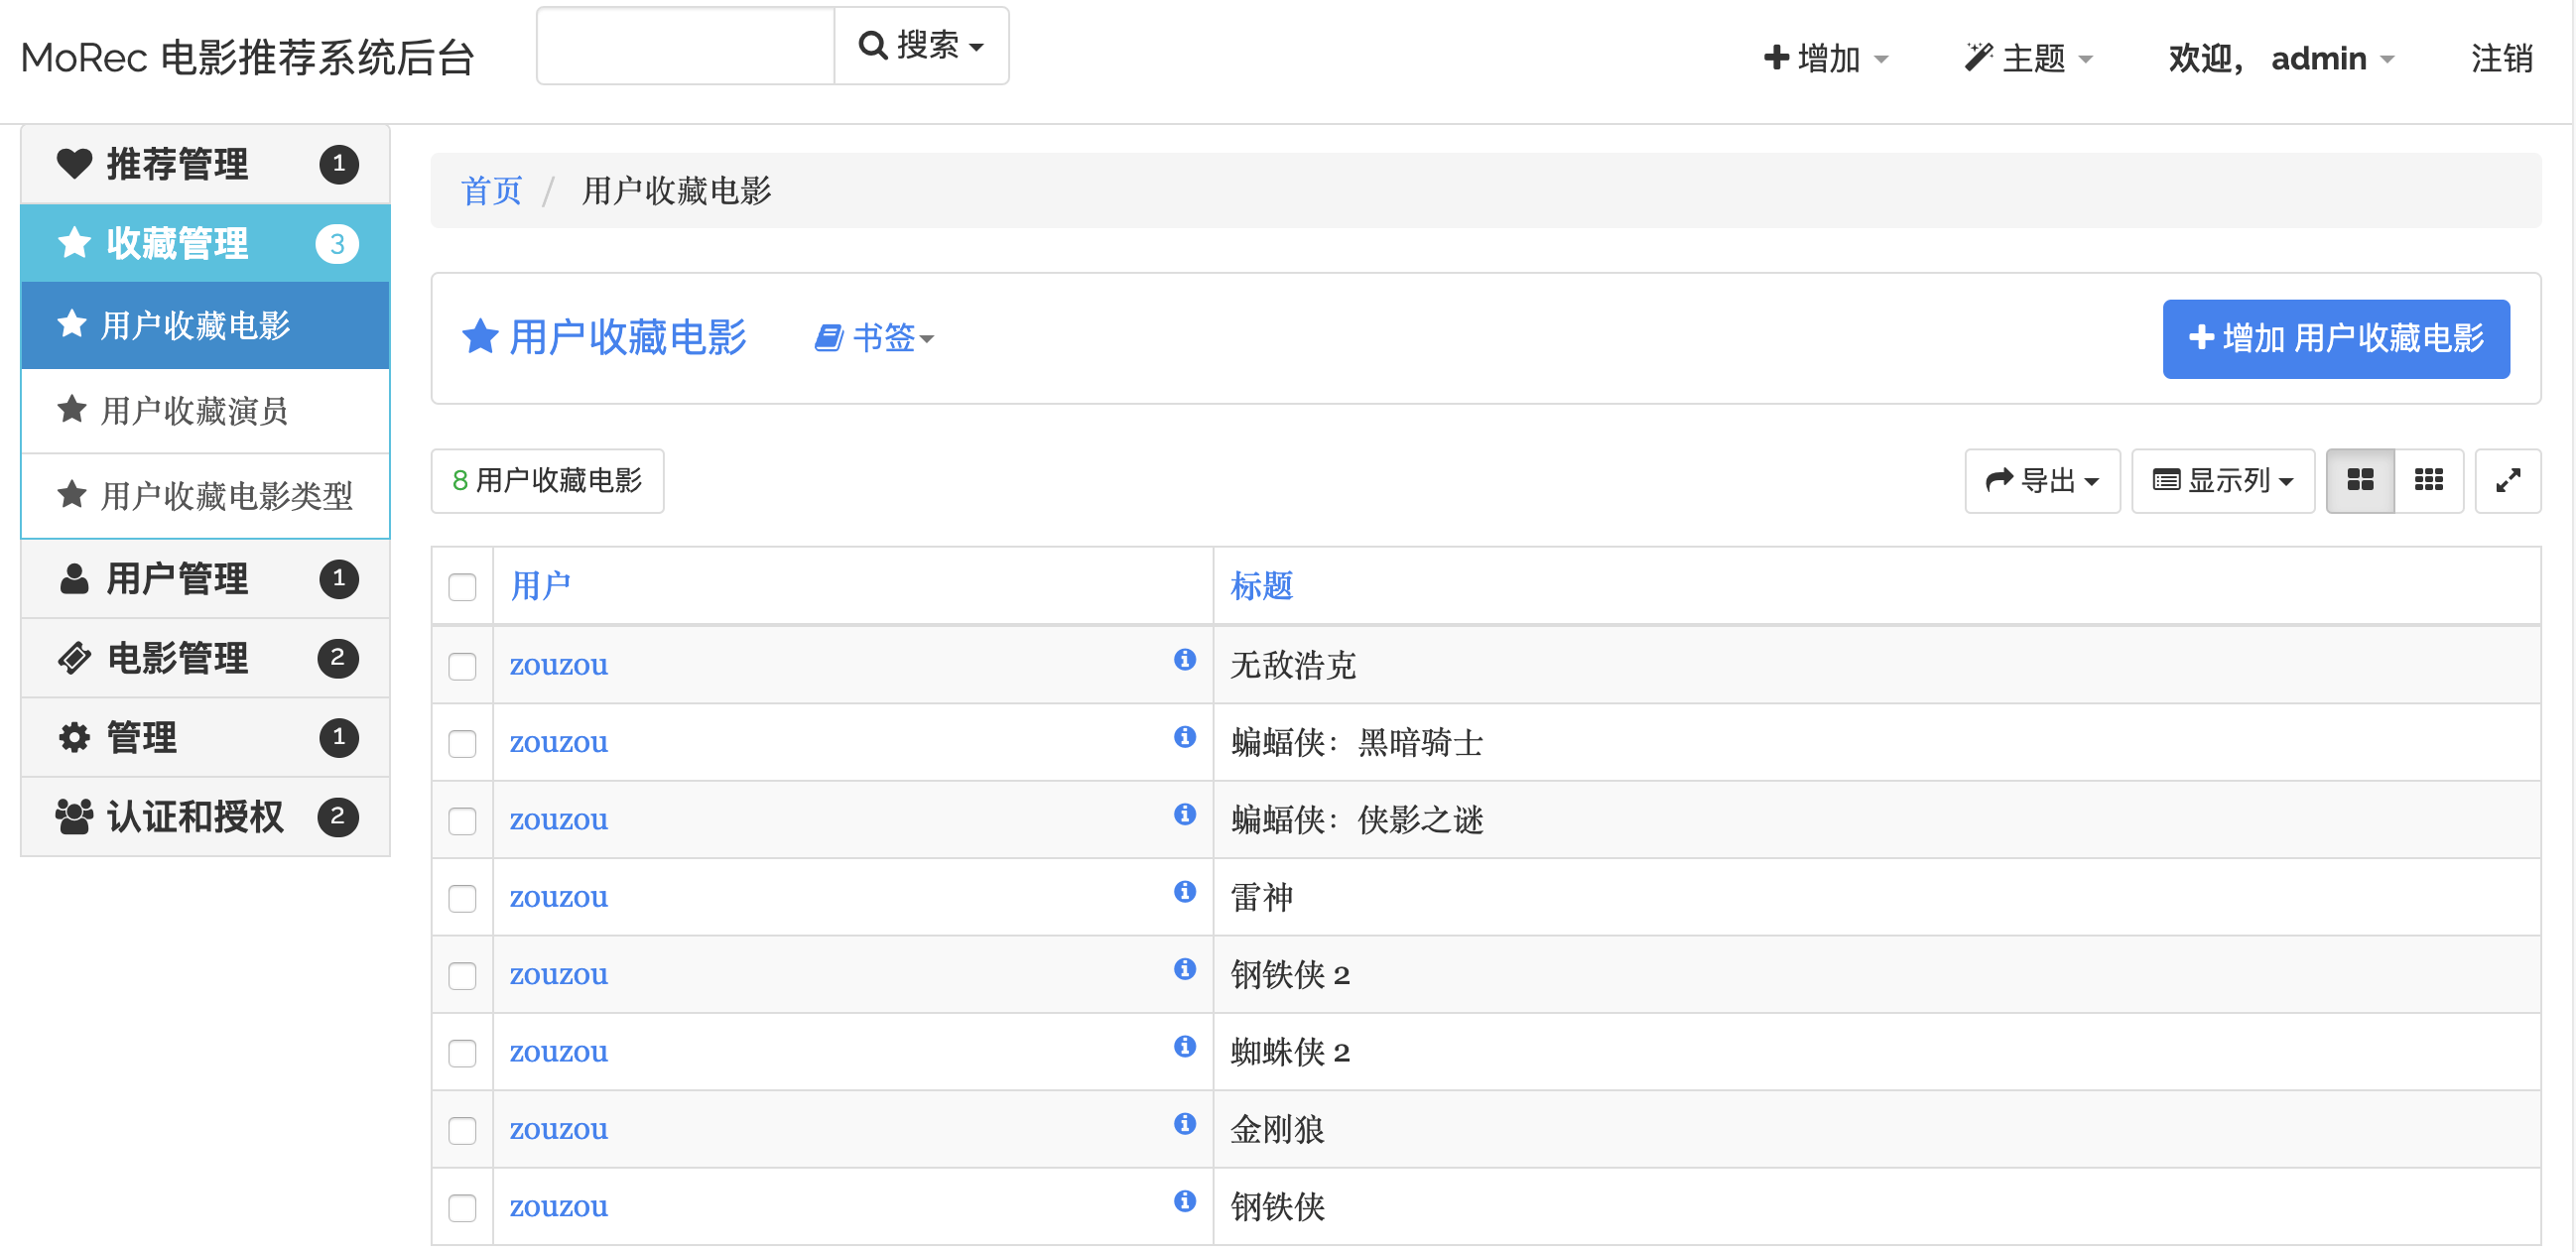 MoRec 电影推荐系统后台
搜索
增加
主题
欢迎， admin
注销
推荐管理 1
收藏管理 3
用户收藏电影
用户收藏演员
用户收藏电影类型
用户管理 1
电影管理 2
管理 1
认证和授权 2
首页 / 用户收藏电影
用户收藏电影 书签
增加 用户收藏电影
8 用户收藏电影
导出 显示列
用户 标题
zouzou 无敌浩克
zouzou 蝙蝠侠：黑暗骑士
zouzou 蝙蝠侠：侠影之谜
zouzou 雷神
zouzou 钢铁侠 2
zouzou 蜘蛛侠 2
zouzou 金刚狼
zouzou 钢铁侠